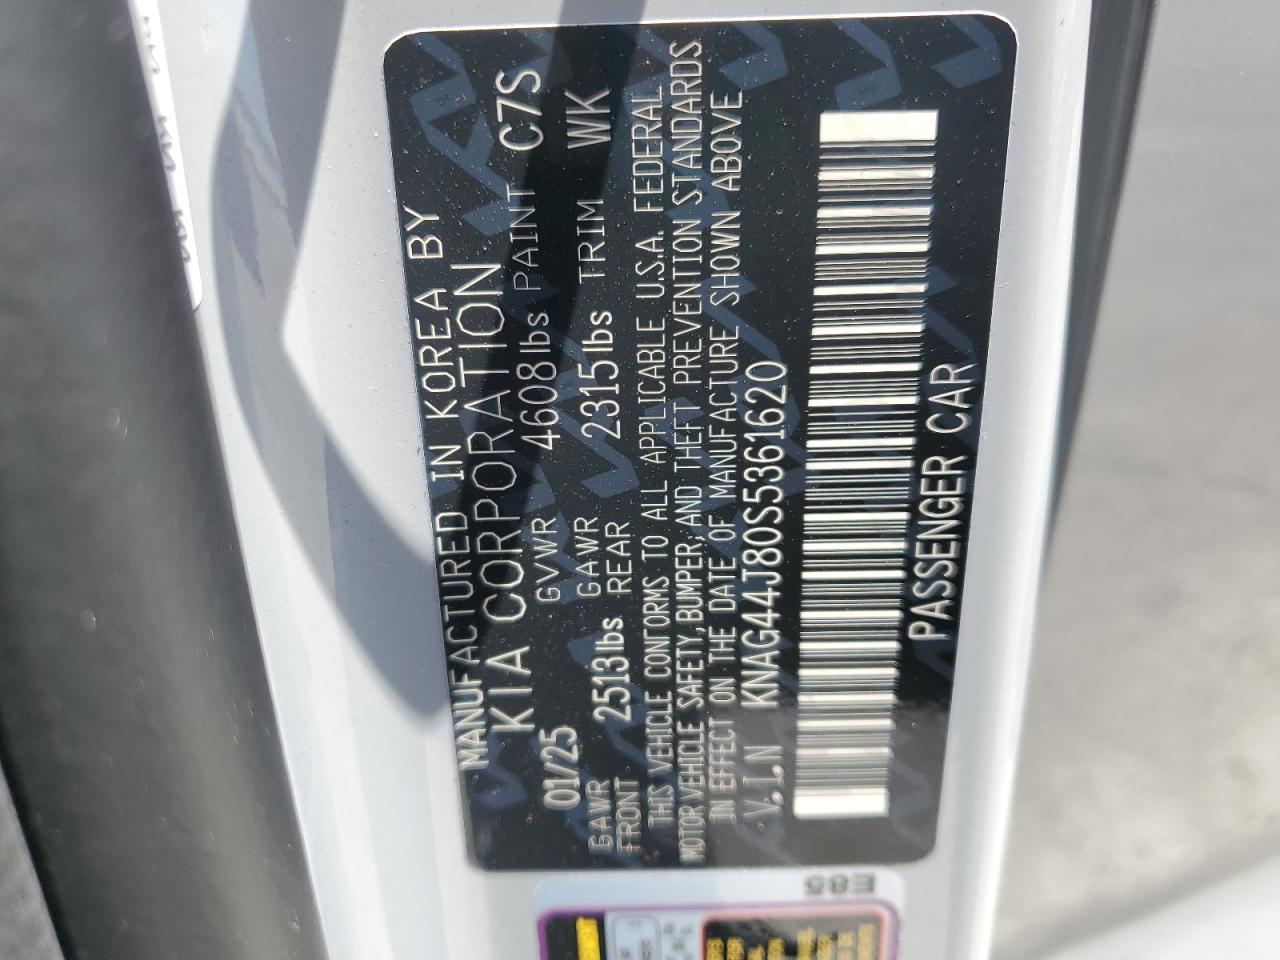 MANUFACTURED IN KOREA BY
KIA CORPORATION
01/25 GVWR 4608lbs PAINT C7S
GAWR FRONT 2513lbs GAWR REAR 2315lbs TRIM WK
THIS VEHICLE CONFORMS TO ALL APPLICABLE U.S.A. FEDERAL
MOTOR VEHICLE SAFETY, BUMPER, AND THEFT PREVENTION STANDARDS
IN EFFECT ON THE DATE OF MANUFACTURE SHOWN ABOVE
V.I.N KNAG44J80S5361620
PASSENGER CAR
E85